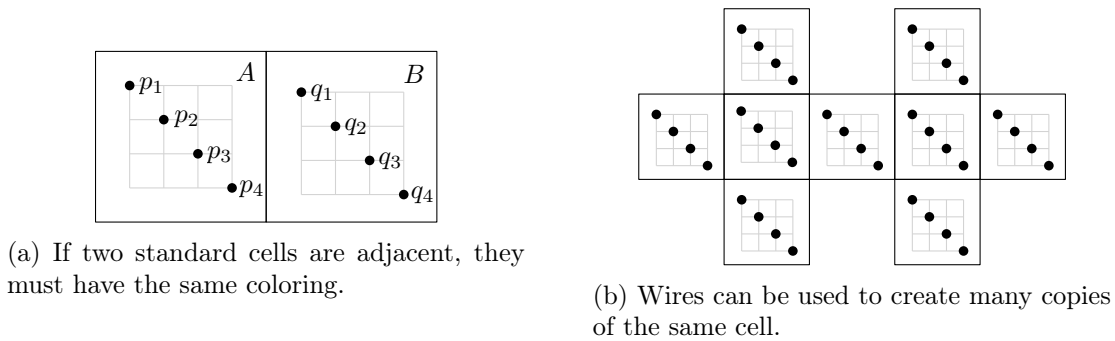 A
B
p₁
q₁
p₂
q₂
p₃
q₃
p₄
q₄
(a) If two standard cells are adjacent, they
must have the same coloring.
(b) Wires can be used to create many copies
of the same cell.